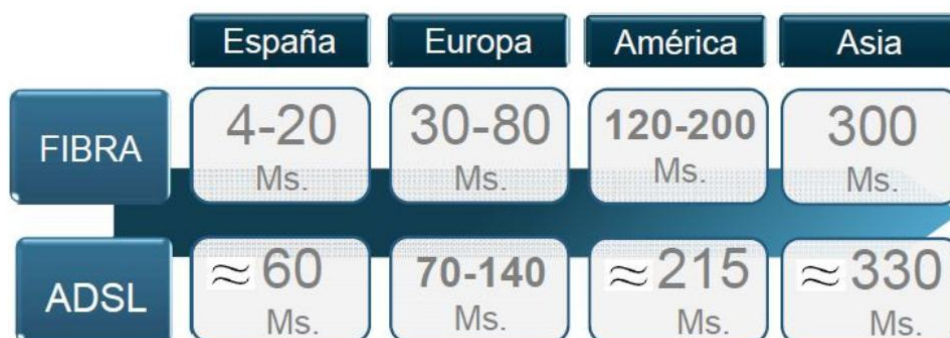 España Europa América Asia
FIBRA 4-20 Ms. 30-80 Ms. 120-200 Ms. 300 Ms.
ADSL ≈60 Ms. 70-140 Ms. ≈215 Ms. ≈330 Ms.